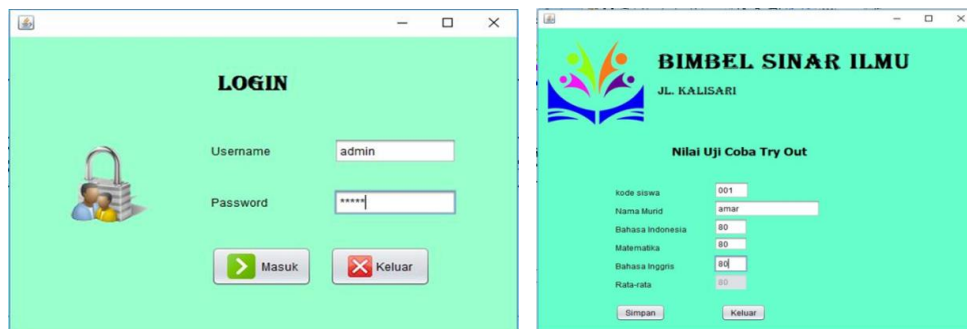 LOGIN
Username admin
Password *****
Masuk Keluar
BIMBEL SINAR ILMU
JL. KALISARI
Nilai Uji Coba Try Out
kode siswa 001
Nama Murid amar
Bahasa Indonesia 80
Matematika 80
Bahasa Inggris 80
Rata-rata 80
Simpan Keluar